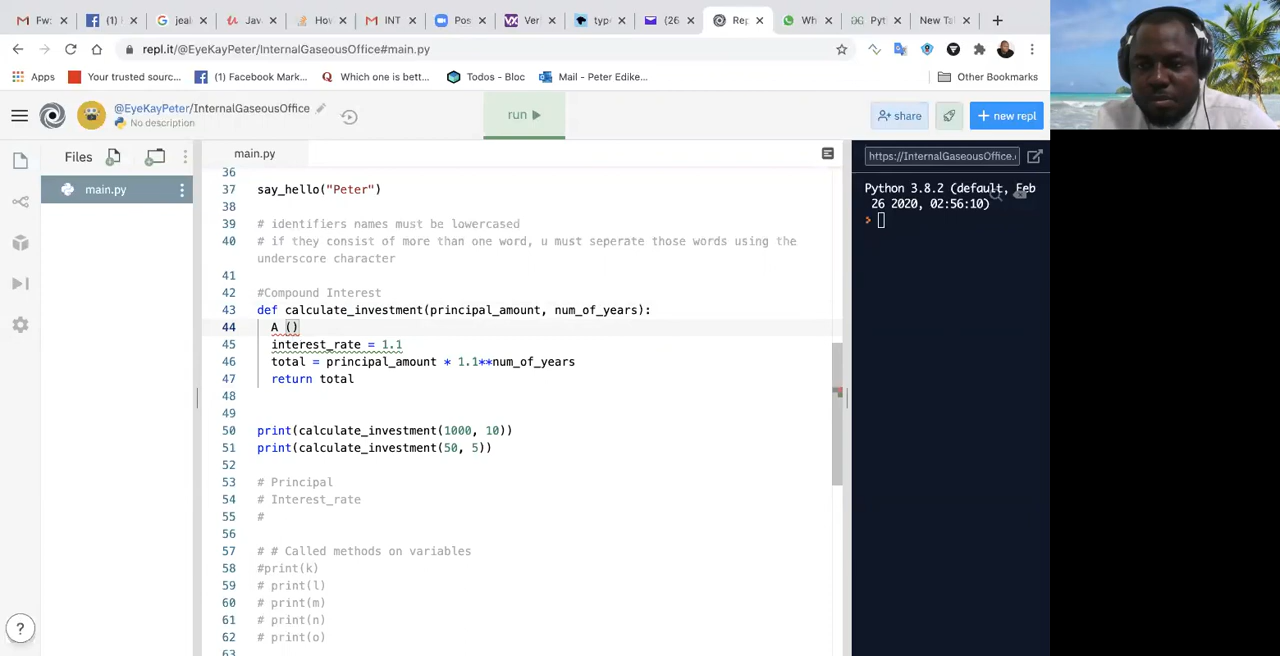 Fw:
(1)
jeal
Jav
Hov
INT
Pos
Ver
type
(26
Rep
Wh
Pyt
New Ta
repl.it/@EyeKayPeter/InternalGaseousOffice#main.py
Apps
Your trusted sourc...
(1) Facebook Mark...
Which one is bett...
Todos - Bloc
Mail - Peter Edike...
Other Bookmarks
@EyeKayPeter/InternalGaseousOffice
No description
run
share
+ new repl
Files
main.py
main.py
https://InternalGaseousOffice.
Python 3.8.2 (default, Feb
26 2020, 02:56:10)
36
37 say_hello("Peter")
38
39 # identifiers names must be lowercased
40 # if they consist of more than one word, u must seperate those words using the
underscore character
41
42 #Compound Interest
43 def calculate_investment(principal_amount, num_of_years):
44 A ()
45 interest_rate = 1.1
46 total = principal_amount * 1.1**num_of_years
47 return total
48
49
50 print(calculate_investment(1000, 10))
51 print(calculate_investment(50, 5))
52
53 # Principal
54 # Interest_rate
55 #
56
57 # # Called methods on variables
58 #print(k)
59 # print(l)
60 # print(m)
61 # print(n)
62 # print(o)
63
?